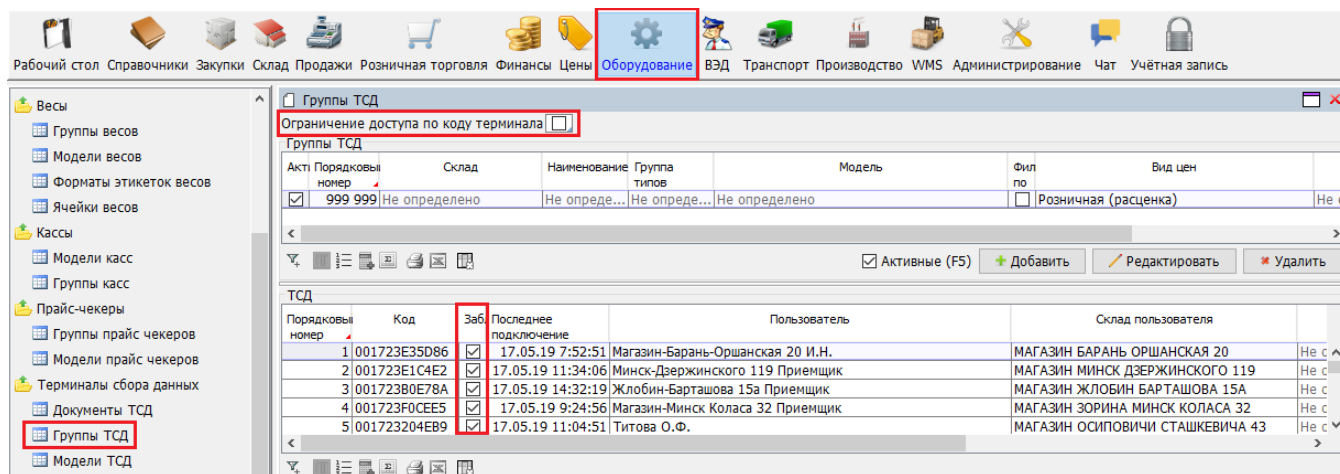 Рабочий стол Справочники Закупки Склад Продажи Розничная торговля Финансы Цены Оборудование ВЭД Транспорт Производство WMS Администрирование Чат Учётная запись
Весы
Группы весов
Модели весов
Форматы этикеток весов
Ячейки весов
Кассы
Модели касс
Группы касс
Прайс-чекеры
Группы прайс чекеров
Модели прайс чекеров
Терминалы сбора данных
Документы ТСД
Группы ТСД
Модели ТСД
Группы ТСД
Ограничение доступа по коду терминала
Группы ТСД
Акти Порядковый номер Склад Наименование Группа типов Модель Фил по Вид цен
999 999 Не определено Не опреде... Не опреде... Не определено Розничная (расценка) Не
Активные (F5) Добавить Редактировать Удалить
ТСД
Порядковый номер Код Заб. Последнее подключение Пользователь Склад пользователя
1 001723E35D86 17.05.19 7:52:51 Магазин-Барань-Оршанская 20 И.Н. МАГАЗИН БАРАНЬ ОРШАНСКАЯ 20 Не о
2 001723E1C4E2 17.05.19 11:34:06 Минск-Дзержинского 119 Приемщик МАГАЗИН МИНСК ДЗЕРЖИНСКОГО 119 Не о
3 001723B0E78A 17.05.19 14:32:19 Жлобин-Барташова 15а Приемщик МАГАЗИН ЖЛОБИН БАРТАШОВА 15А Не о
4 001723F0CEE5 17.05.19 9:24:56 Магазин-Минск Коласа 32 Приемщик МАГАЗИН ЗОРИНА МИНСК КОЛАСА 32 Не о
5 001723204EB9 17.05.19 11:04:51 Титова О.Ф. МАГАЗИН ОСИПОВИЧИ СТАШКЕВИЧА 43 Не о